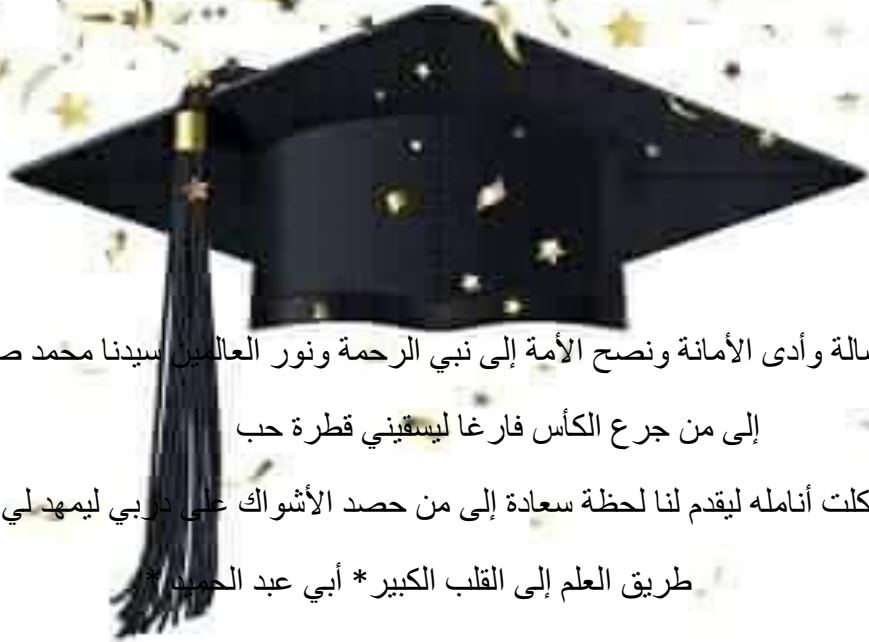 سالة وأدى الأمانة ونصح الأمة إلى نبي الرحمة ونور العالمين سيدنا محمد ص
إلى من جرع الكأس فارغا ليسقيني قطرة حب
كلت أنامله ليقدم لنا لحظة سعادة إلى من حصد الأشواك على دربي ليمهد لي
طريق العلم إلى القلب الكبير * أبي عبد الحميد *